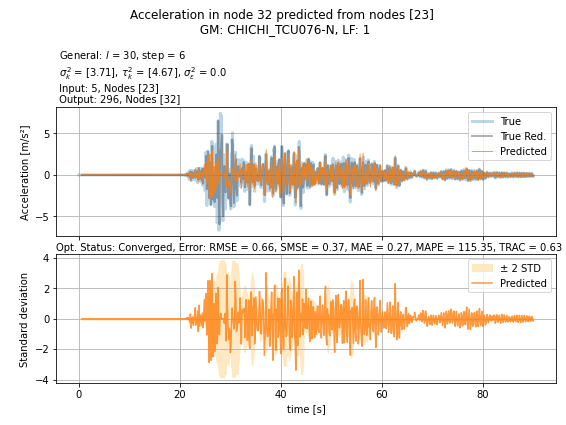 Acceleration in node 32 predicted from nodes [23]
GM: CHICHI_TCU076-N, LF: 1
General: l = 30, step = 6
σ²ₖ = [3.71], τ²ₖ = [4.67], σ²ε = 0.0
Input: 5, Nodes [23]
Output: 296, Nodes [32]
Acceleration [m/s²]
5
0
−5
True
True Red.
Predicted
Opt. Status: Converged, Error: RMSE = 0.66, SMSE = 0.37, MAE = 0.27, MAPE = 115.35, TRAC = 0.63
Standard deviation
4
2
0
−2
−4
± 2 STD
Predicted
0 20 40 60 80
time [s]